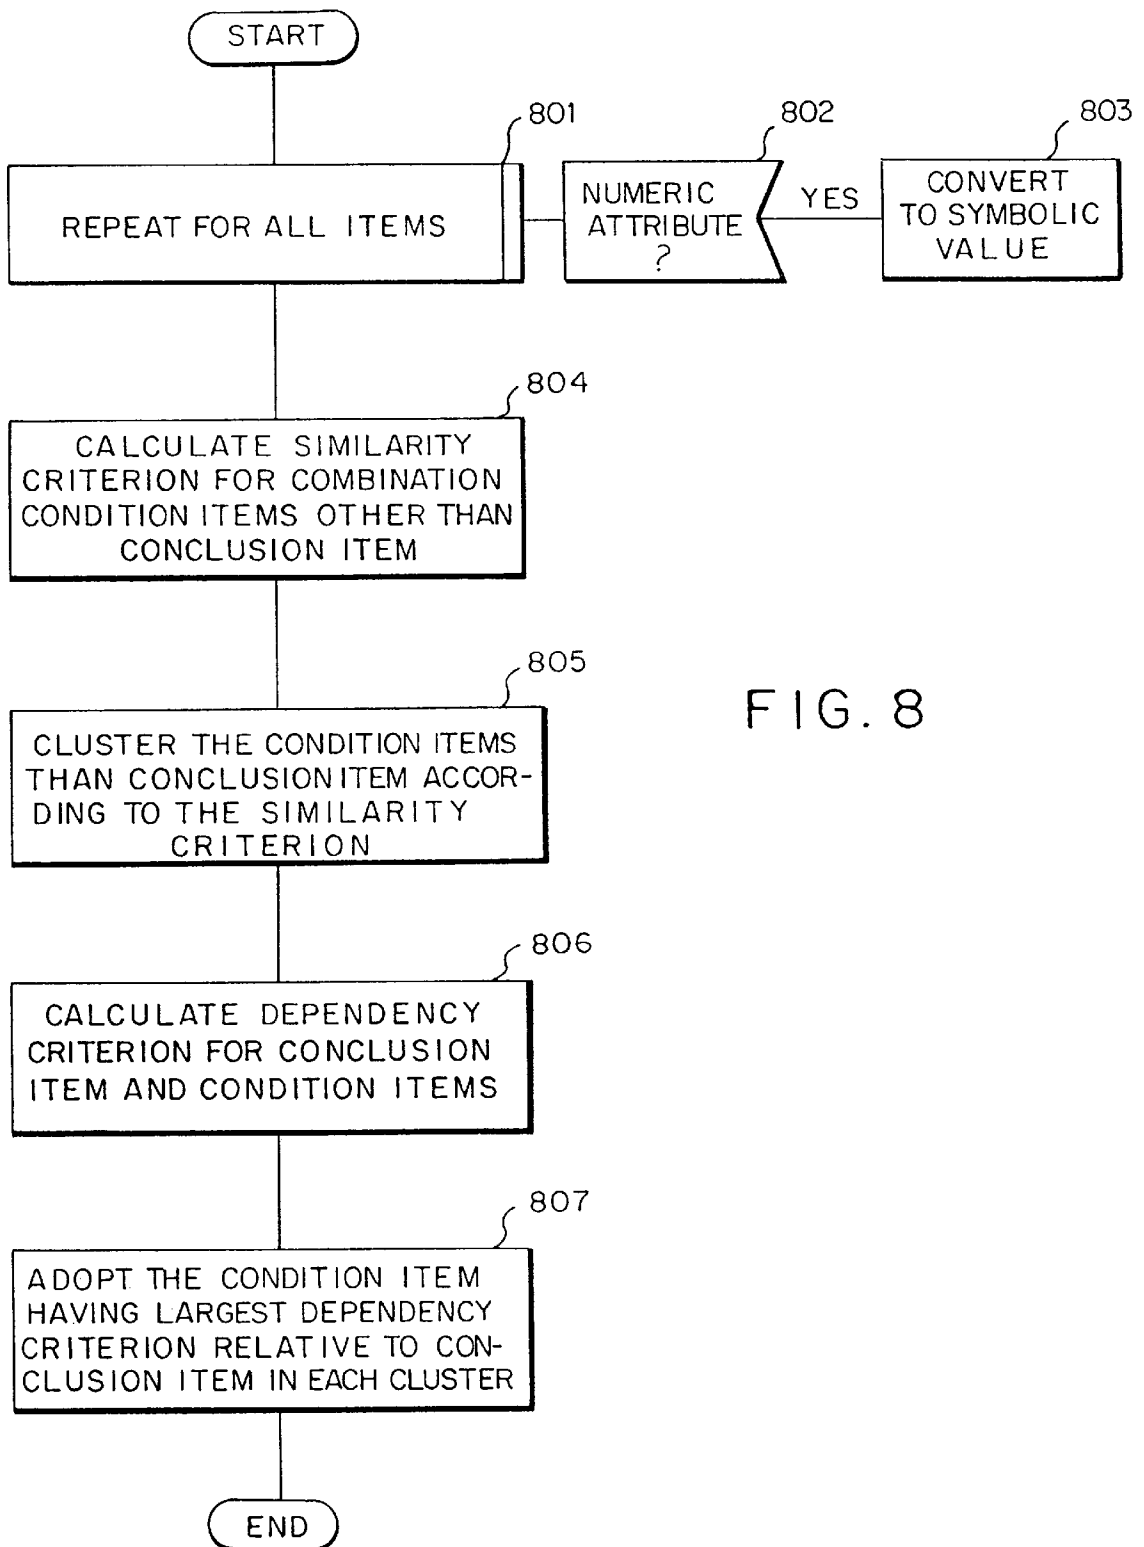 START
801
802
803
REPEAT FOR ALL ITEMS
NUMERIC
ATTRIBUTE
?
YES
CONVERT
TO SYMBOLIC
VALUE
804
CALCULATE SIMILARITY
CRITERION FOR COMBINATION
CONDITION ITEMS OTHER THAN
CONCLUSION ITEM
805
FIG. 8
CLUSTER THE CONDITION ITEMS
THAN CONCLUSION ITEM ACCOR-
DING TO THE SIMILARITY
CRITERION
806
CALCULATE DEPENDENCY
CRITERION FOR CONCLUSION
ITEM AND CONDITION ITEMS
807
ADOPT THE CONDITION ITEM
HAVING LARGEST DEPENDENCY
CRITERION RELATIVE TO CON-
CLUSION ITEM IN EACH CLUSTER
END